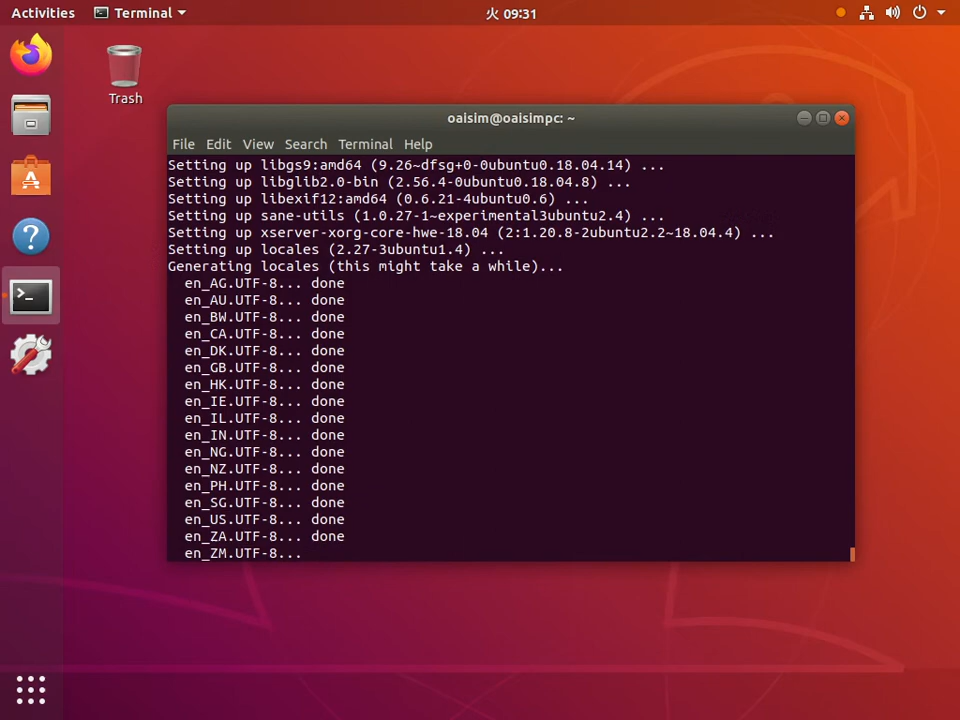 Activities
Terminal
火 09:31
Trash
oaisim@oaisimpc: ~
File Edit View Search Terminal Help
Setting up libgs9:amd64 (9.26~dfsg+0-0ubuntu0.18.04.14) ...
Setting up libglib2.0-bin (2.56.4-0ubuntu0.18.04.8) ...
Setting up libexif12:amd64 (0.6.21-4ubuntu0.6) ...
Setting up sane-utils (1.0.27-1~experimental3ubuntu2.4) ...
Setting up xserver-xorg-core-hwe-18.04 (2:1.20.8-2ubuntu2.2~18.04.4) ...
Setting up locales (2.27-3ubuntu1.4) ...
Generating locales (this might take a while)...
en_AG.UTF-8... done
en_AU.UTF-8... done
en_BW.UTF-8... done
en_CA.UTF-8... done
en_DK.UTF-8... done
en_GB.UTF-8... done
en_HK.UTF-8... done
en_IE.UTF-8... done
en_IL.UTF-8... done
en_IN.UTF-8... done
en_NG.UTF-8... done
en_NZ.UTF-8... done
en_PH.UTF-8... done
en_SG.UTF-8... done
en_US.UTF-8... done
en_ZA.UTF-8... done
en_ZM.UTF-8...